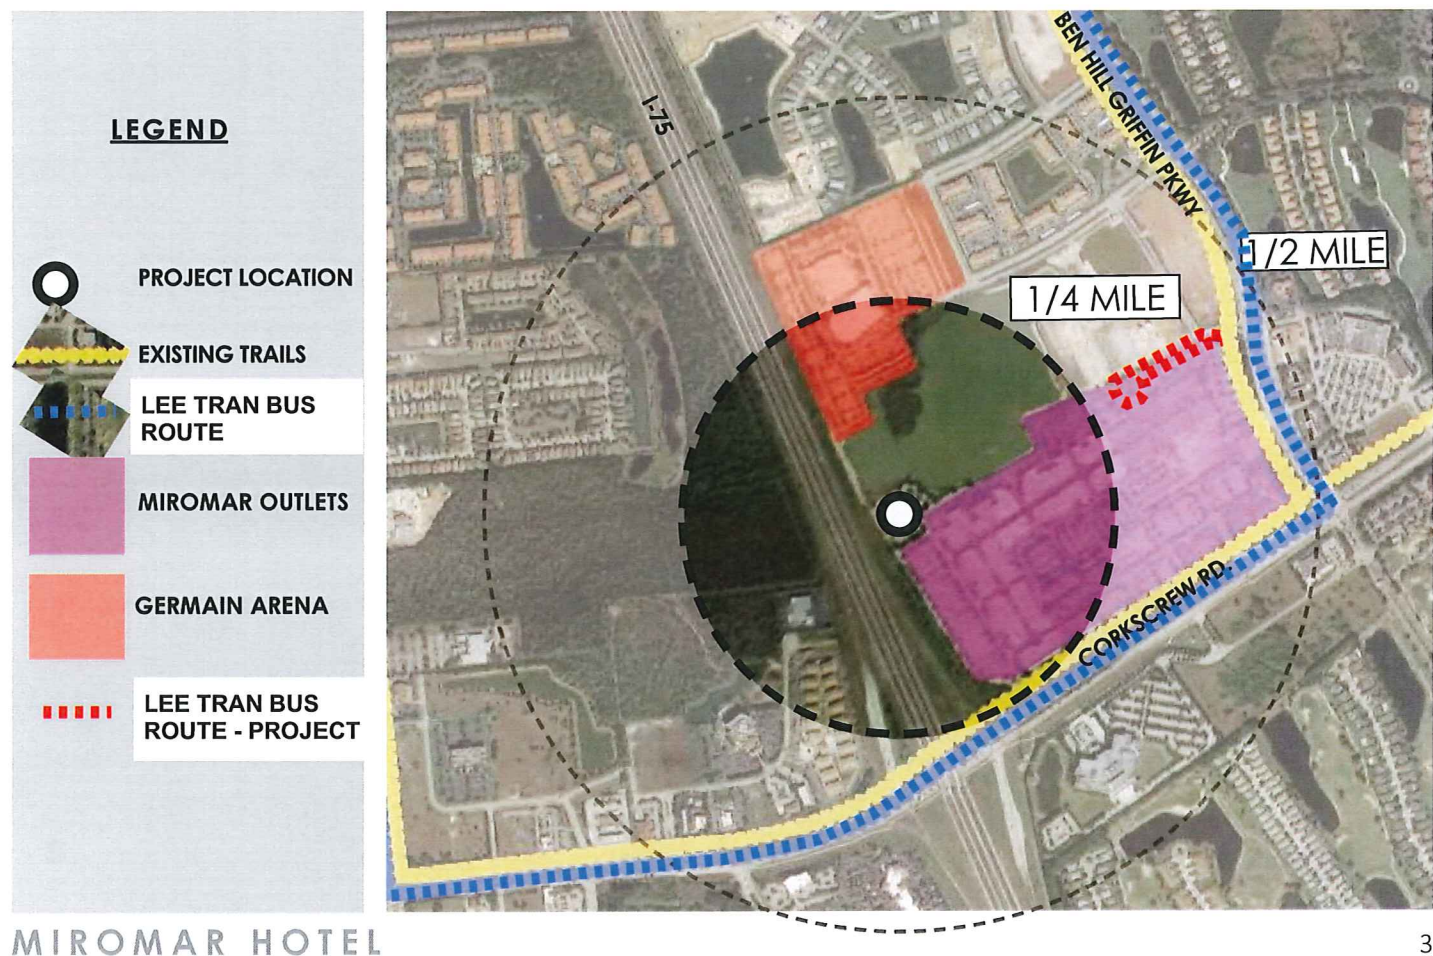 LEGEND
PROJECT LOCATION
EXISTING TRAILS
LEE TRAN BUS
ROUTE
MIROMAR OUTLETS
GERMAIN ARENA
LEE TRAN BUS
ROUTE - PROJECT
I-75
BEN HILL GRIFFIN PKWY
1/2 MILE
1/4 MILE
CORKSCREW RD.
MIROMAR HOTEL
3